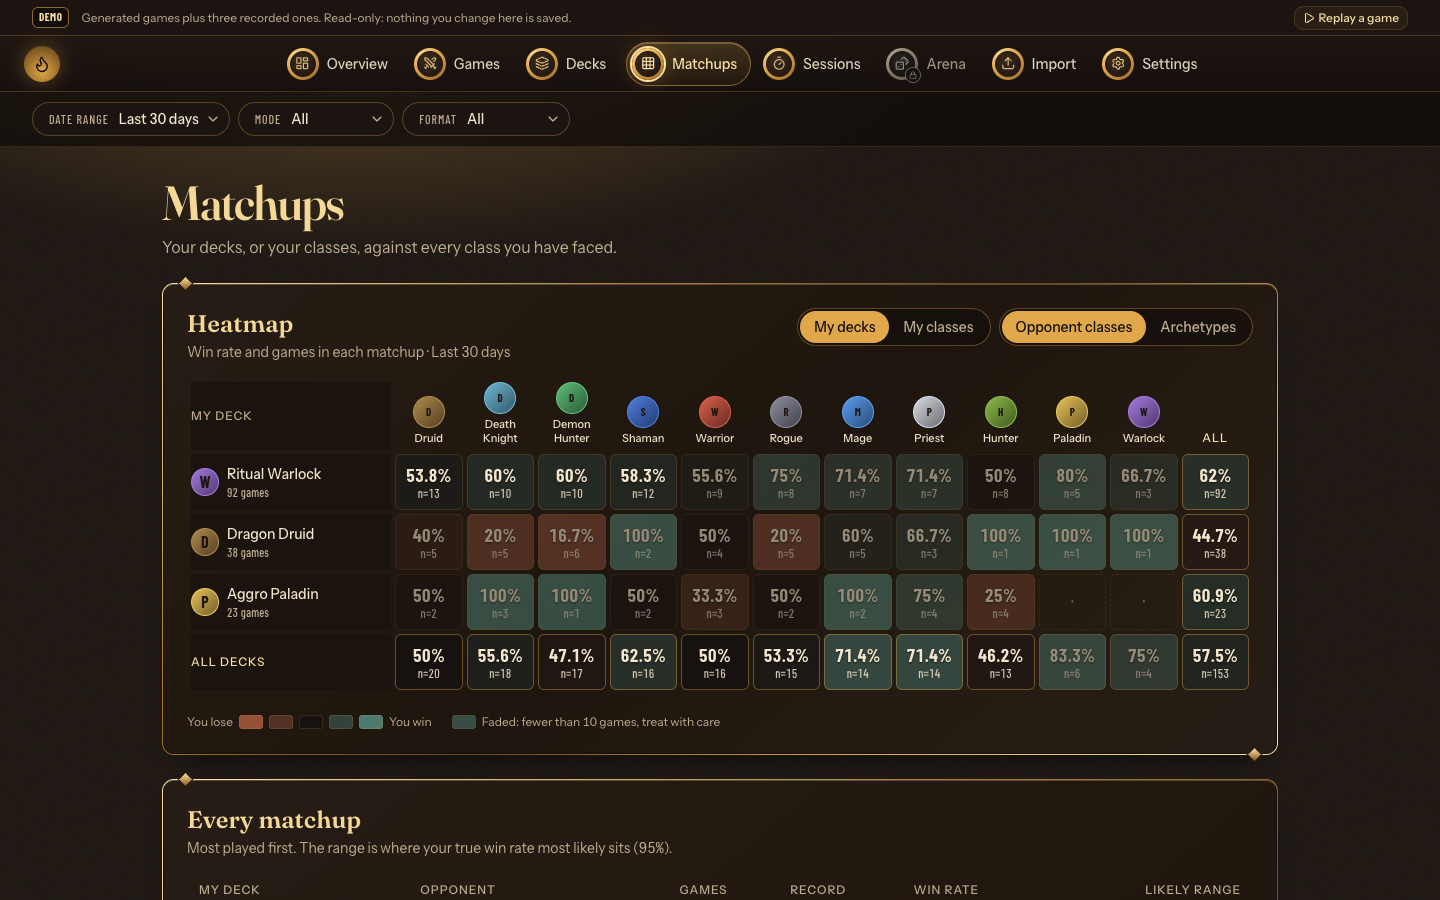 DEMO Generated games plus three recorded ones. Read-only: nothing you change here is saved. Replay a game
Overview Games Decks Matchups Sessions Arena Import Settings
DATE RANGE Last 30 days MODE All FORMAT All
Matchups
Your decks, or your classes, against every class you have faced.
Heatmap
My decks My classes Opponent classes Archetypes
Win rate and games in each matchup · Last 30 days
D D D S W R M P H P W
MY DECK Druid Death Knight Demon Hunter Shaman Warrior Rogue Mage Priest Hunter Paladin Warlock ALL
W Ritual Warlock 53.8% 60% 60% 58.3% 55.6% 75% 71.4% 71.4% 50% 80% 66.7% 62%
92 games n=13 n=10 n=10 n=12 n=9 n=8 n=7 n=7 n=8 n=5 n=3 n=92
D Dragon Druid 40% 20% 16.7% 100% 50% 20% 60% 66.7% 100% 100% 100% 44.7%
38 games n=5 n=5 n=6 n=2 n=4 n=5 n=5 n=3 n=1 n=1 n=1 n=38
P Aggro Paladin 50% 100% 100% 50% 33.3% 50% 100% 75% 25% · · 60.9%
23 games n=2 n=3 n=1 n=2 n=3 n=2 n=2 n=4 n=4 n=23
ALL DECKS 50% 55.6% 47.1% 62.5% 50% 53.3% 71.4% 71.4% 46.2% 83.3% 75% 57.5%
n=20 n=18 n=17 n=16 n=16 n=15 n=14 n=14 n=13 n=6 n=4 n=153
You lose You win Faded: fewer than 10 games, treat with care
Every matchup
Most played first. The range is where your true win rate most likely sits (95%).
MY DECK OPPONENT GAMES RECORD WIN RATE LIKELY RANGE